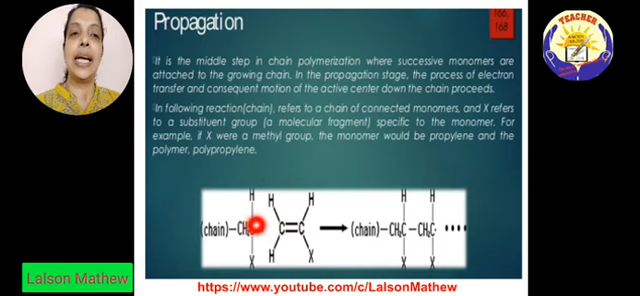 Propagation
166,
168
It is the middle step in chain polymerization where successive monomers are
attached to the growing chain. In the propagation stage, the process of electron
transfer and consequent motion of the active center down the chain proceeds.
In following reaction(chain), refers to a chain of connected monomers, and X refers
to a substituent group (a molecular fragment) specific to the monomer. For
example, if X were a methyl group, the monomer would be propylene and the
polymer, polypropylene.
H H H H H
(chain)—CH₂ C=C (chain)—CH₂C—CH₂C· ····
X H X X X
TEACHER
Lalson Mathew
https://www.youtube.com/c/LalsonMathew